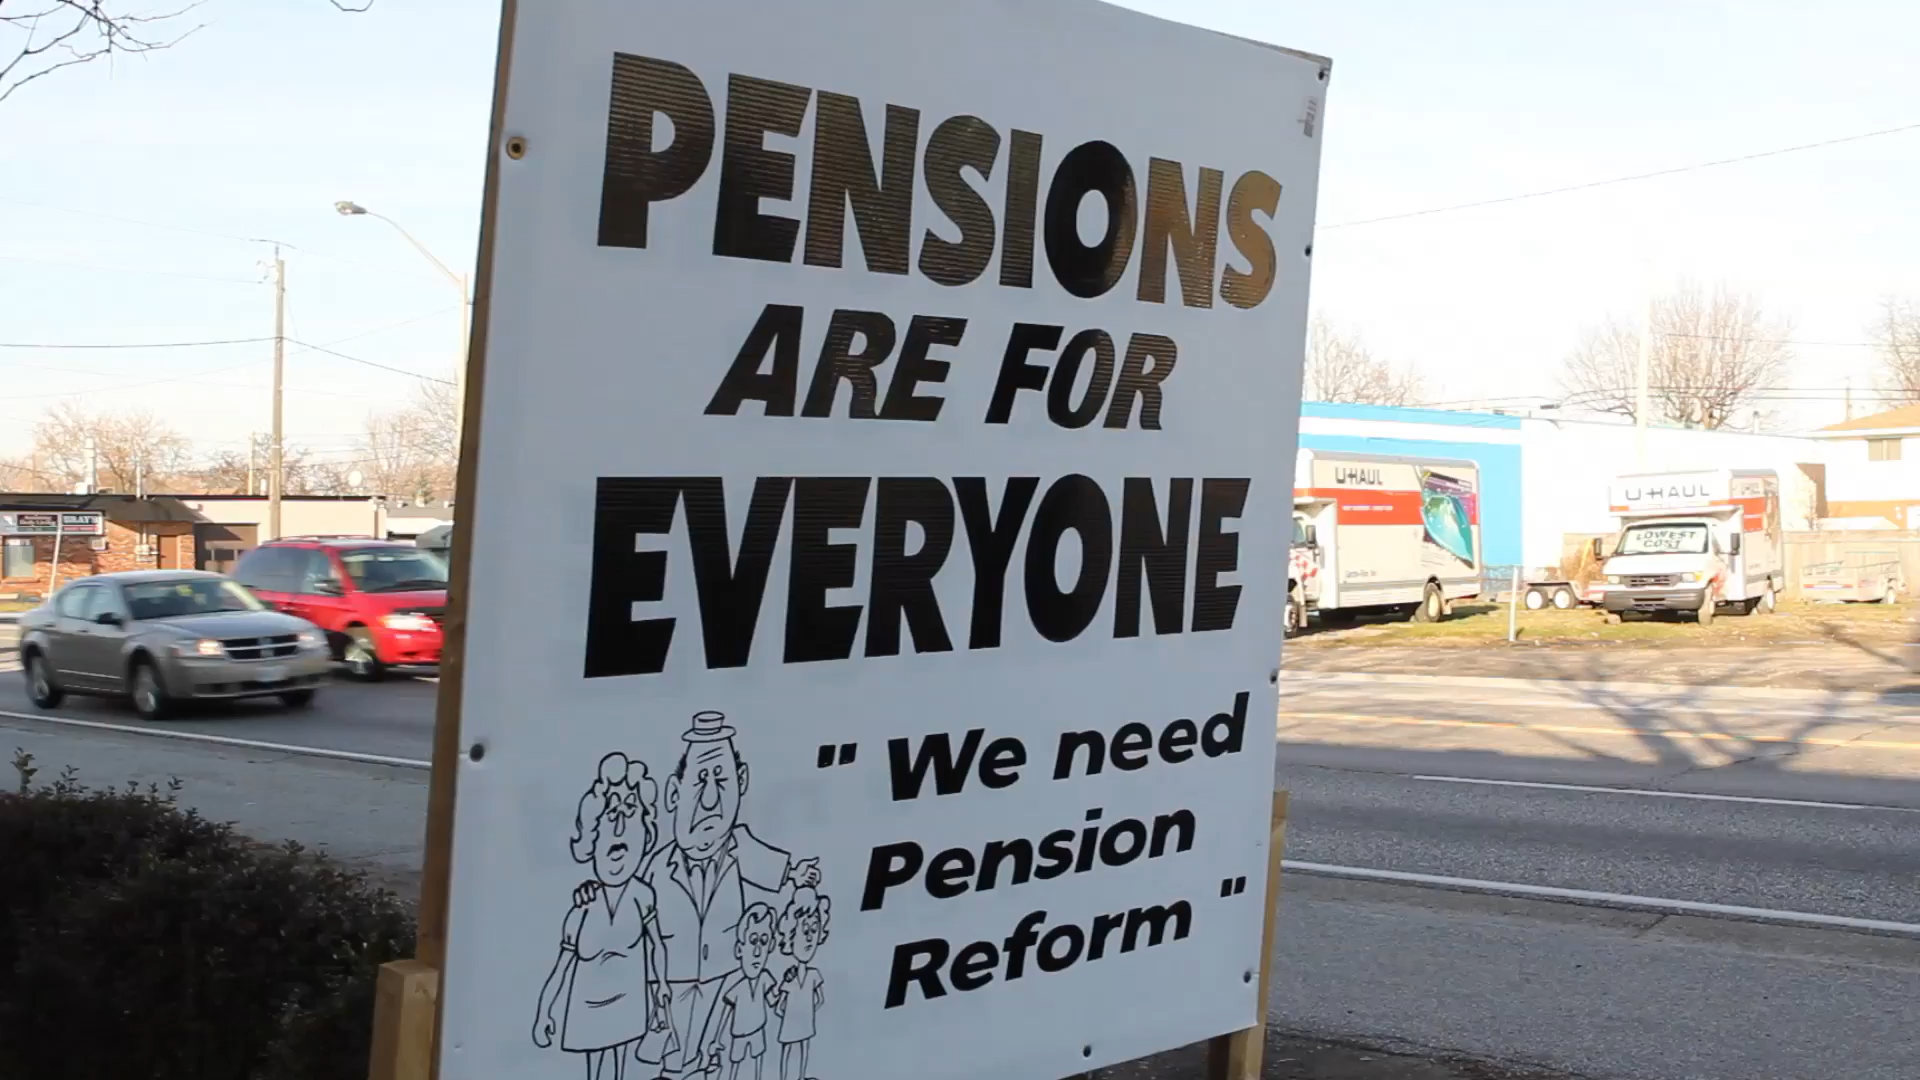 PENSIONS
ARE FOR
EVERYONE
" We need
Pension
Reform "
U-HAUL
U-HAUL
LOWEST
COST